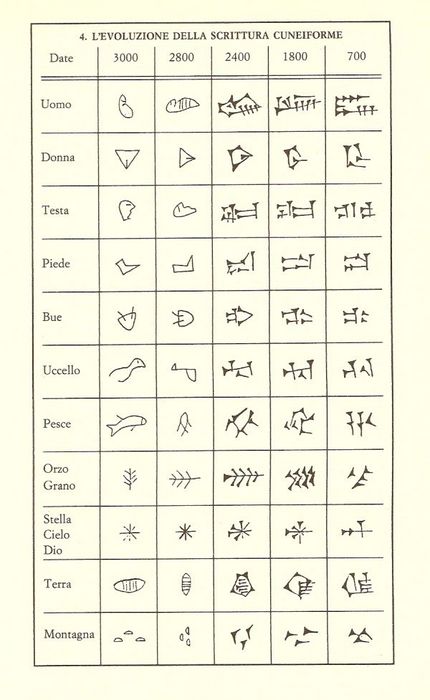 4. L'EVOLUZIONE DELLA SCRITTURA CUNEIFORME
Date 3000 2800 2400 1800 700
Uomo
Donna
Testa
Piede
Bue
Uccello
Pesce
Orzo
Grano
Stella
Cielo
Dio
Terra
Montagna